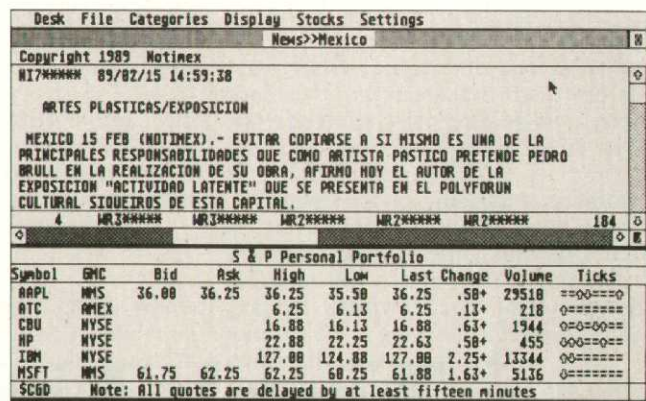 Desk File Categories Display Stocks Settings
News>>Mexico
Copyright 1989 Notimex
NI7***** 89/02/15 14:59:38
ARTES PLASTICAS/EXPOSICION
MEXICO 15 FEB (NOTIMEX).- EVITAR COPIARSE A SI MISMO ES UNA DE LA
PRINCIPALES RESPONSABILIDADES QUE COMO ARTISTA PASTICO PRETENDE PEDRO
BRULL EN LA REALIZACION DE SU OBRA, AFIRMO HOY EL AUTOR DE LA
EXPOSICION "ACTIVIDAD LATENTE" QUE SE PRESENTA EN EL POLYFORUN
CULTURAL SIQUEIROS DE ESTA CAPITAL.
4 WR3***** WR3***** WR2***** WR2***** WR2***** 184
S & P Personal Portfolio
Symbol GMC Bid Ask High Low Last Change Volume Ticks
AAPL NMS 36.00 36.25 36.25 35.50 36.25 .50+ 29518 ==◊◊===◊
ATC AMEX 6.25 6.13 6.25 .13+ 218 ◊=======
CBU NYSE 16.88 16.13 16.88 .63+ 1944 ◊=◊=◊◊==
HP NYSE 22.88 22.25 22.63 .50+ 455 ◊◊◊=====
IBM NYSE 127.00 124.88 127.00 2.25+ 13344 ◊=======
MSFT NMS 61.75 62.25 62.25 60.25 61.88 1.63+ 5136 ◊=======
$CGD Note: All quotes are delayed by at least fifteen minutes